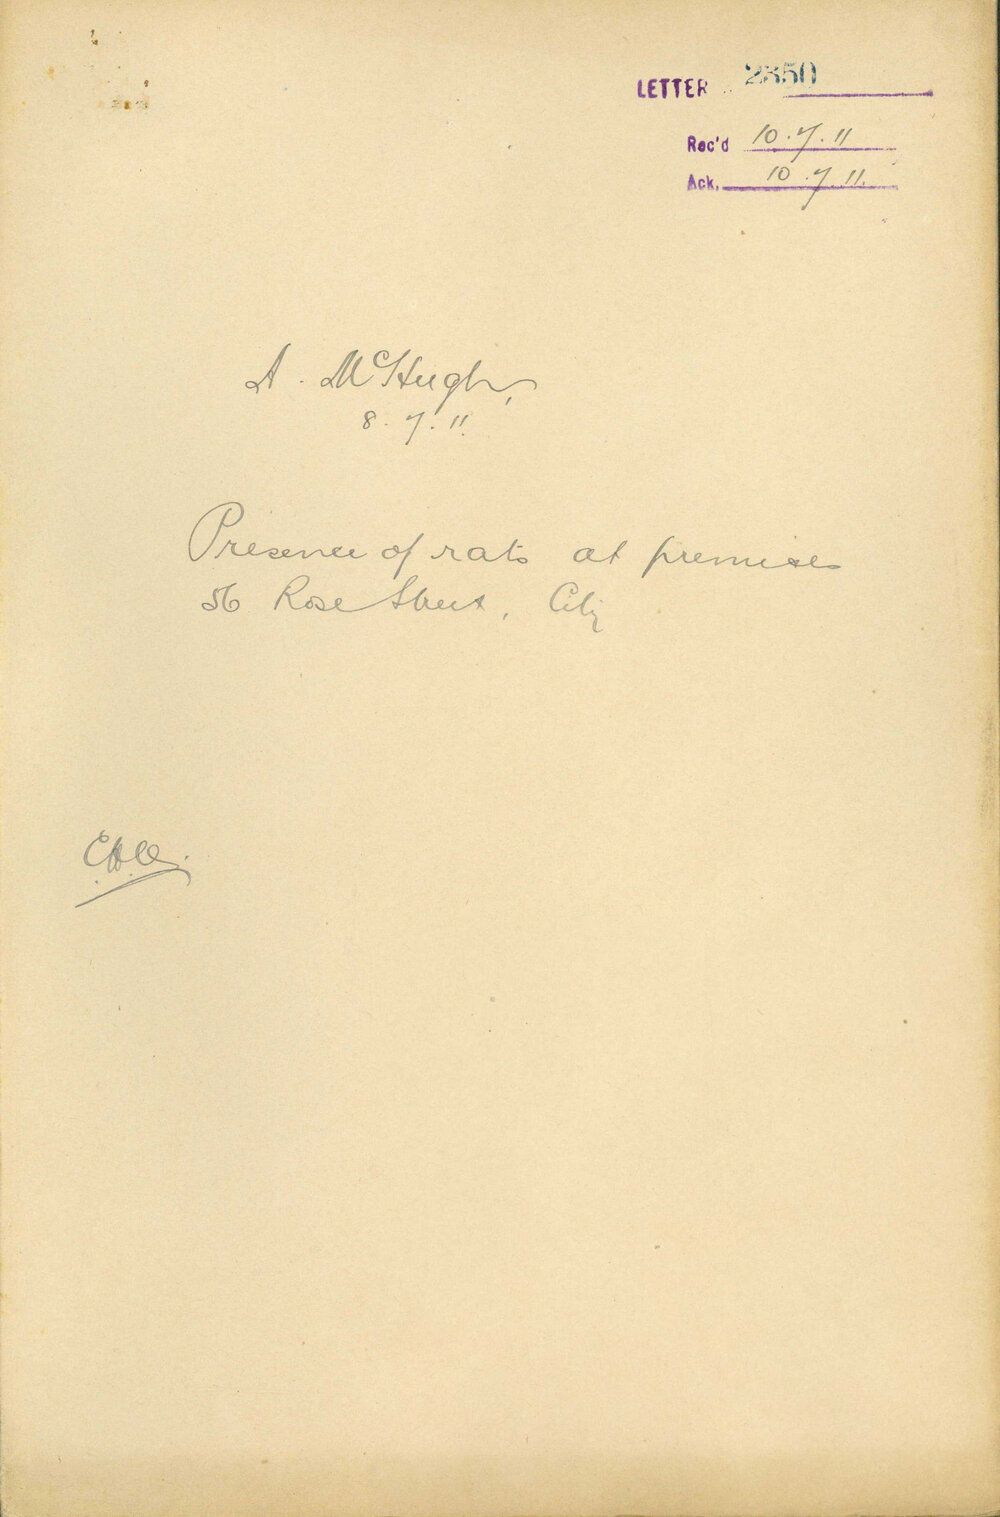 LETTER 2350
Rec'd 10.7.11
Ack. 10.7.11.
A. McHugh,
8.7.11.
Presence of rats at premises
56 Rose Street, City